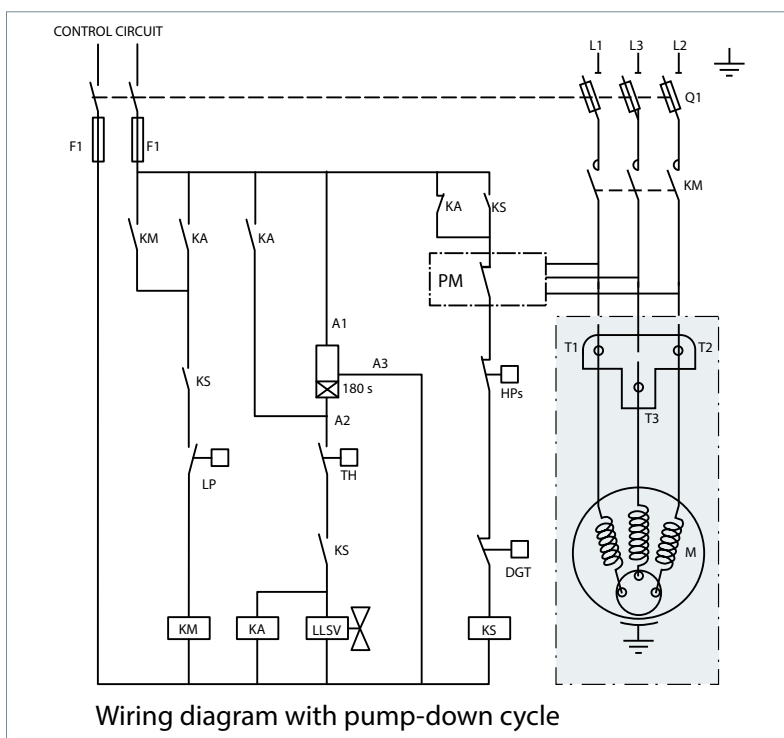 CONTROL CIRCUIT
L1 L3 L2
Q1
F1 F1
KM
KA KS
KM KA KA
PM
A1
T1 T2
A3
KS 180 s HPs
A2
T3
LP TH
KS M
DGT
KM KA LLSV KS
Wiring diagram with pump-down cycle